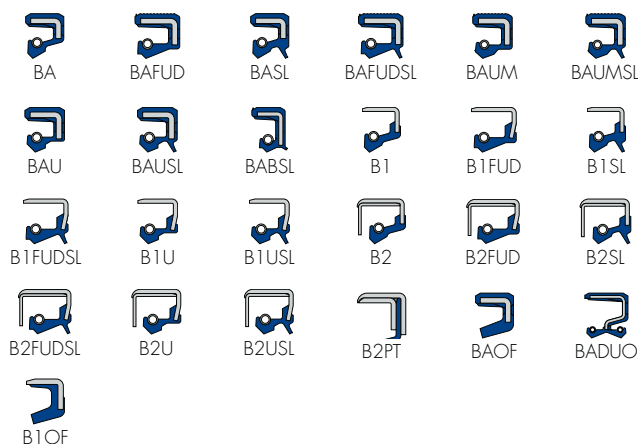 BA BAFUD BASL BAFUDSL BAUM BAUMSL
BAU BAUSL BABSL B1 B1FUD B1SL
B1FUDSL B1U B1USL B2 B2FUD B2SL
B2FUDSL B2U B2USL B2PT BAOF BADUO
B1OF